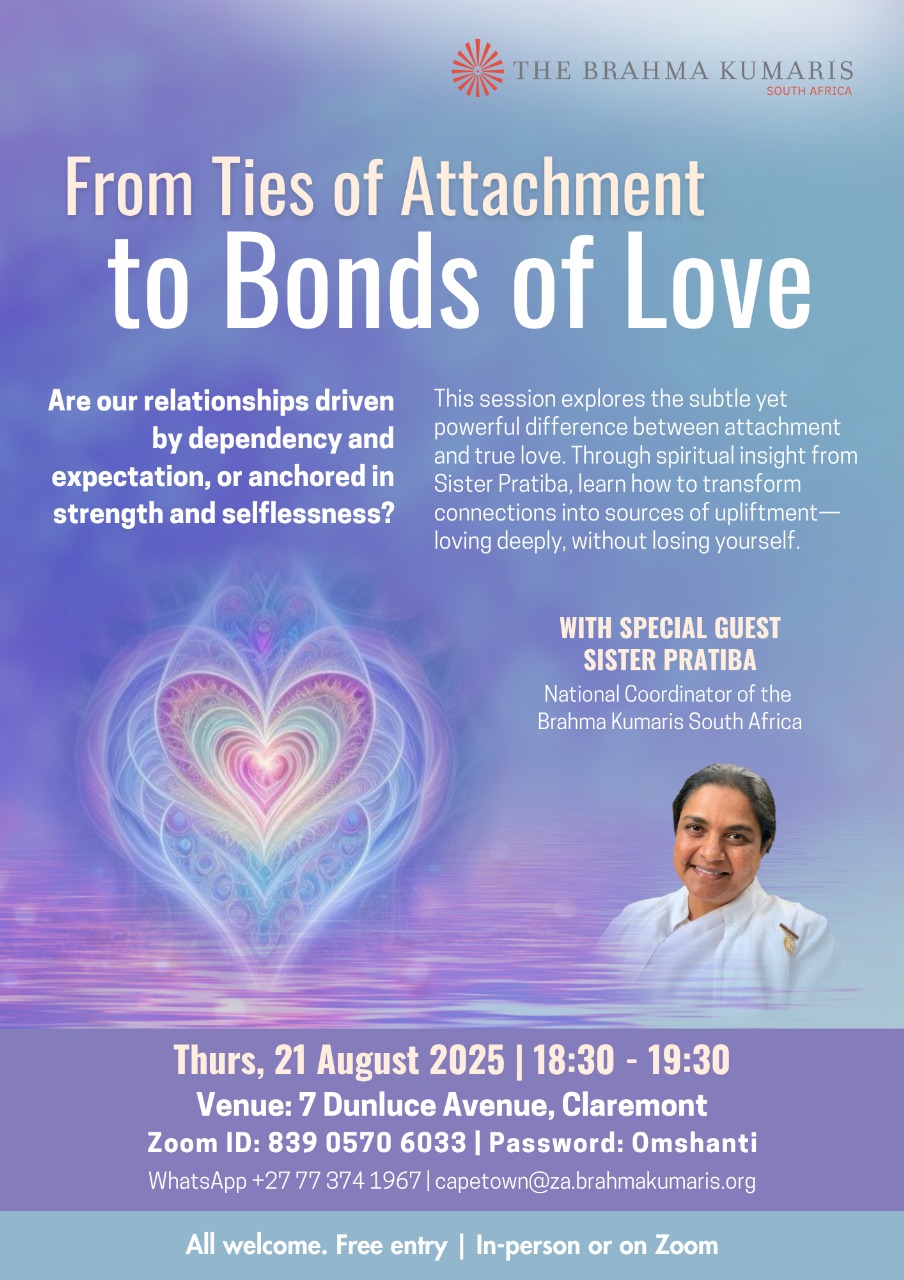 THE BRAHMA KUMARIS
SOUTH AFRICA
From Ties of Attachment
to Bonds of Love
Are our relationships driven
by dependency and
expectation, or anchored in
strength and selflessness?
This session explores the subtle yet
powerful difference between attachment
and true love. Through spiritual insight from
Sister Pratiba, learn how to transform
connections into sources of upliftment—
loving deeply, without losing yourself.
WITH SPECIAL GUEST
SISTER PRATIBA
National Coordinator of the
Brahma Kumaris South Africa
Thurs, 21 August 2025 | 18:30 - 19:30
Venue: 7 Dunluce Avenue, Claremont
Zoom ID: 839 0570 6033 | Password: Omshanti
WhatsApp +27 77 374 1967 | capetown@za.brahmakumaris.org
All welcome. Free entry | In-person or on Zoom